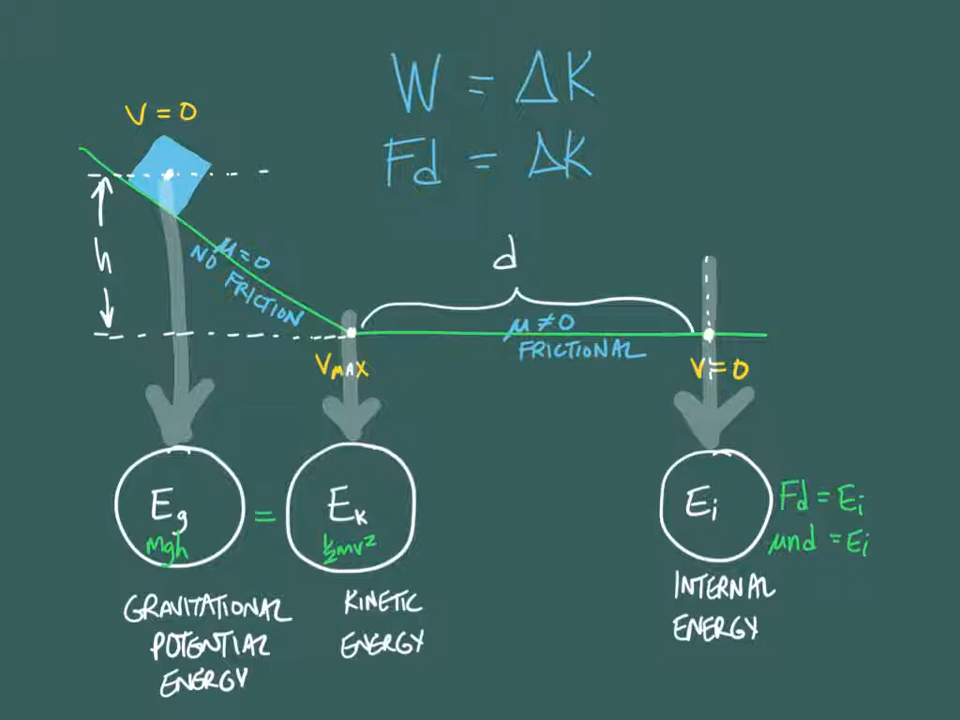 W = ΔK
Fd = ΔK
V = 0
h
μ = 0
NO FRICTION
d
μ ≠ 0
FRICTIONAL
VMAX
V = 0
Eg
mgh
=
Ek
½mv²
Ei
Fd = Ei
μnd = Ei
GRAVITATIONAL
POTENTIAL
ENERGY
KINETIC
ENERGY
INTERNAL
ENERGY